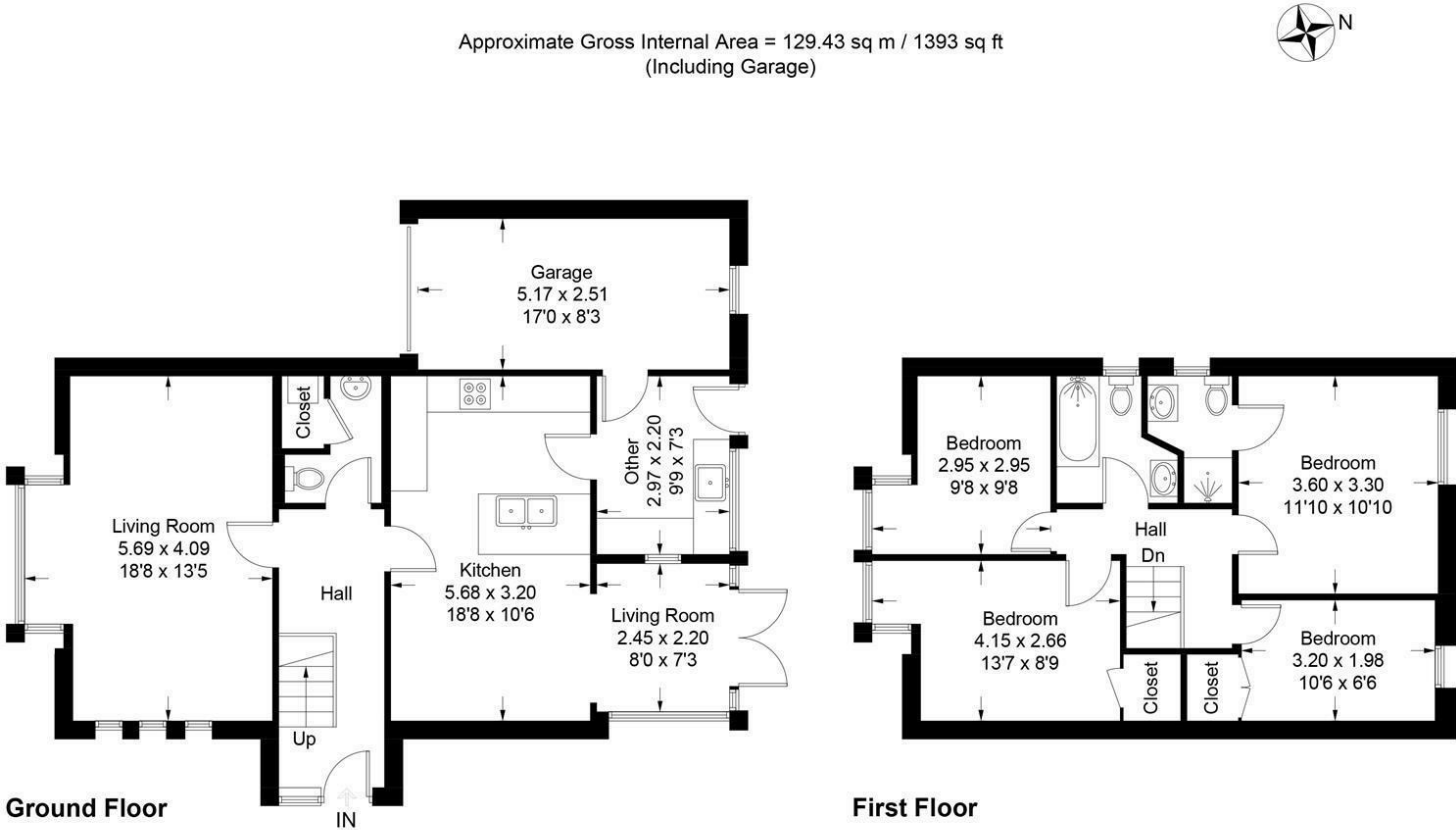 Approximate Gross Internal Area = 129.43 sq m / 1393 sq ft
(Including Garage)
N
Garage
5.17 x 2.51
17'0 x 8'3
Closet
Living Room
5.69 x 4.09
18'8 x 13'5
Hall
Up
Kitchen
5.68 x 3.20
18'8 x 10'6
Other
2.97 x 2.20
9'9 x 7'3
Living Room
2.45 x 2.20
8'0 x 7'3
IN
Ground Floor
Bedroom
2.95 x 2.95
9'8 x 9'8
Bedroom
3.60 x 3.30
11'10 x 10'10
Hall
Dn
Bedroom
4.15 x 2.66
13'7 x 8'9
Closet
Closet
Bedroom
3.20 x 1.98
10'6 x 6'6
First Floor